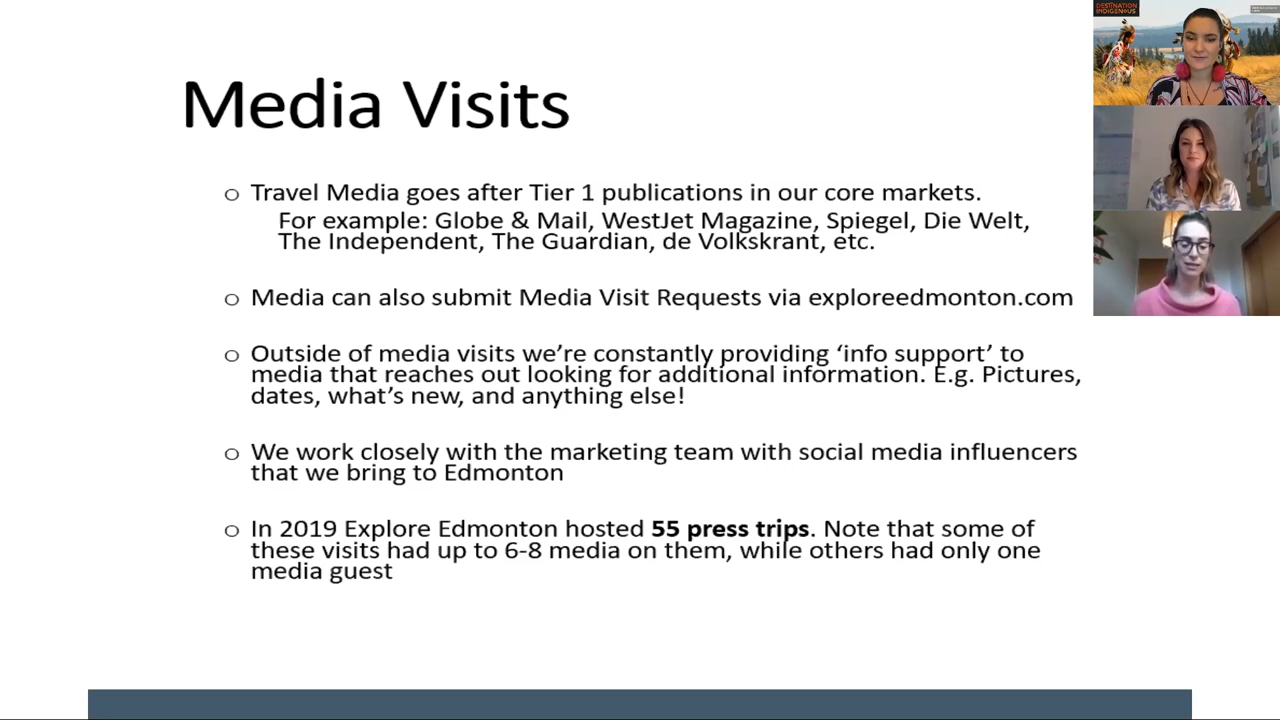 DESTINATION
INDIGENOUS
Media Visits
o Travel Media goes after Tier 1 publications in our core markets.
For example: Globe & Mail, WestJet Magazine, Spiegel, Die Welt,
The Independent, The Guardian, de Volkskrant, etc.
o Media can also submit Media Visit Requests via exploreedmonton.com
o Outside of media visits we’re constantly providing ‘info support’ to
media that reaches out looking for additional information. E.g. Pictures,
dates, what’s new, and anything else!
o We work closely with the marketing team with social media influencers
that we bring to Edmonton
o In 2019 Explore Edmonton hosted 55 press trips. Note that some of
these visits had up to 6-8 media on them, while others had only one
media guest